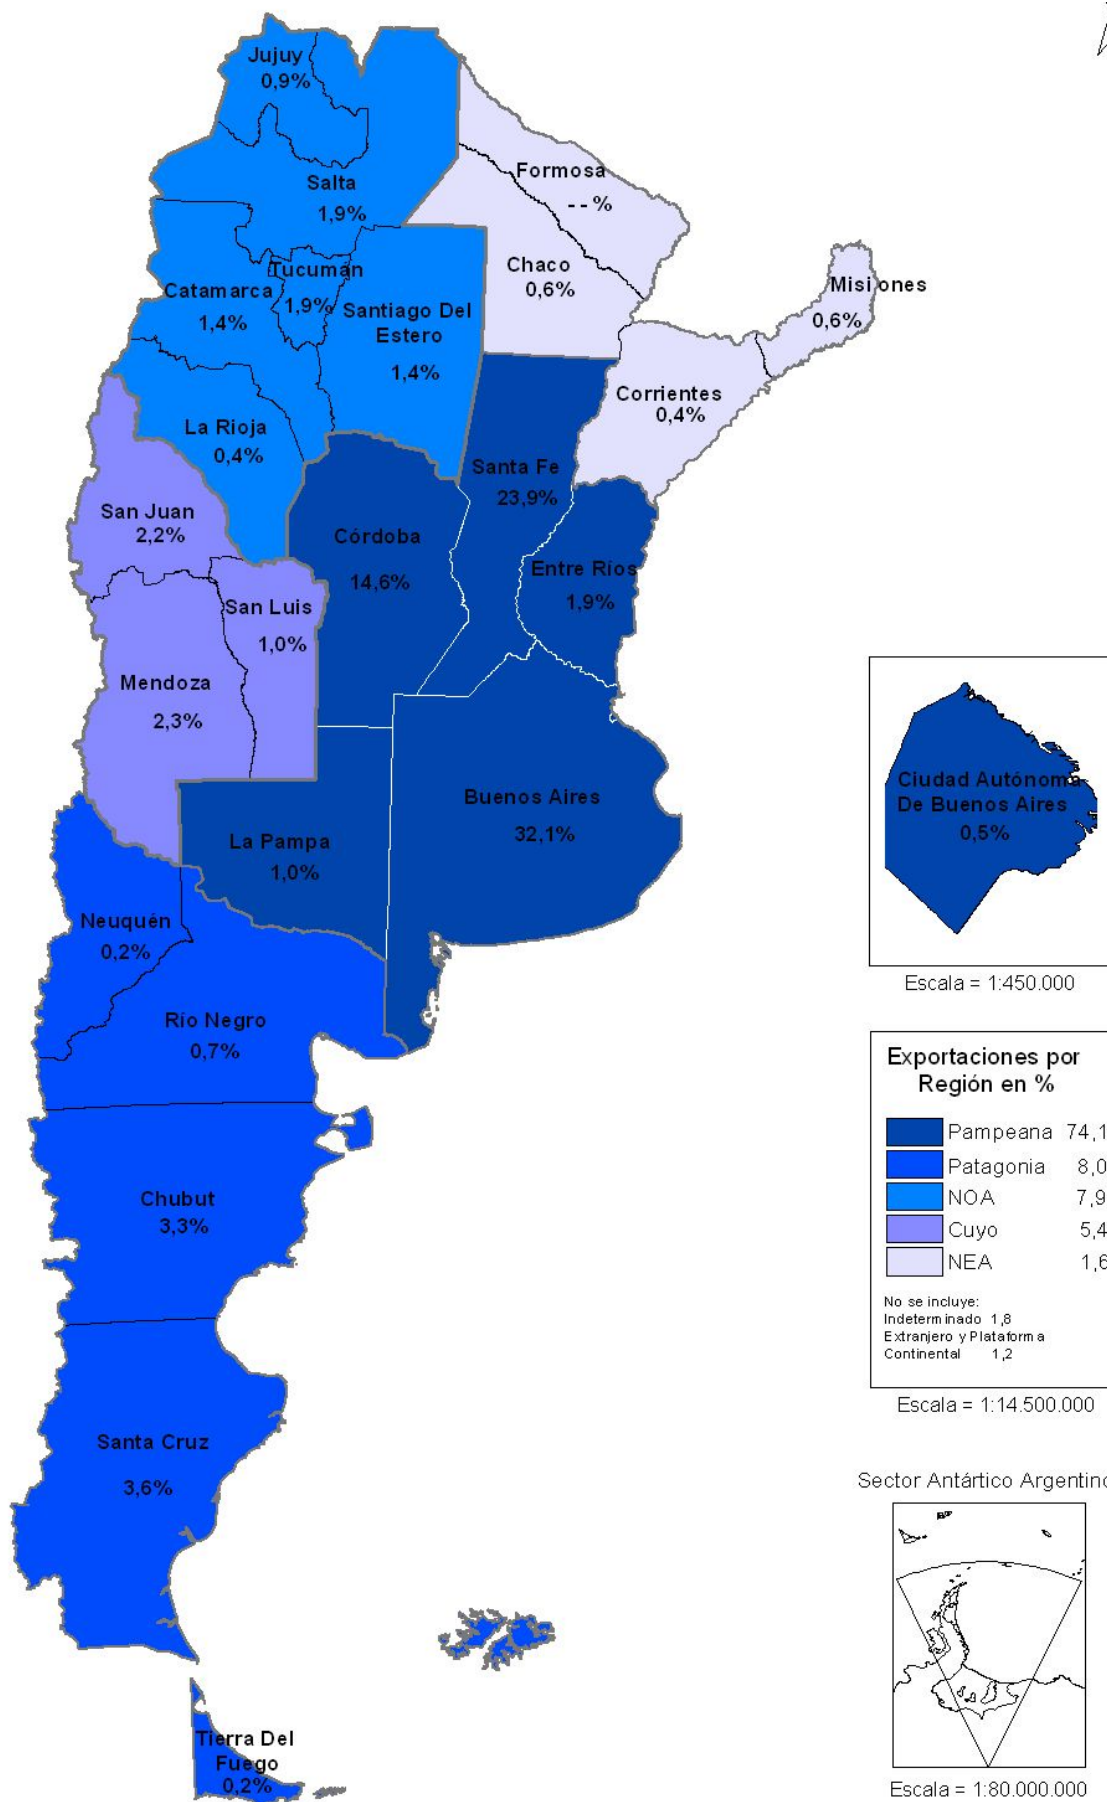 Jujuy
0,9%
Salta
1,9%
Formosa
--%
Chaco
0,6%
Misiones
0,6%
Tucumán
1,9%
Catamarca
1,4%
Santiago Del
Estero
1,4%
Corrientes
0,4%
La Rioja
0,4%
Santa Fe
23,9%
San Juan
2,2%
Córdoba
14,6%
Entre Ríos
1,9%
San Luis
1,0%
Mendoza
2,3%
Buenos Aires
32,1%
La Pampa
1,0%
Neuquén
0,2%
Río Negro
0,7%
Chubut
3,3%
Santa Cruz
3,6%
Tierra Del
Fuego
0,2%
Ciudad Autónoma
De Buenos Aires
0,5%
Escala = 1:450.000
Exportaciones por
Región en %
Pampeana 74,1
Patagonia 8,0
NOA 7,9
Cuyo 5,4
NEA 1,6
No se incluye:
Indeterminado 1,8
Extranjero y Plataforma
Continental 1,2
Escala = 1:14.500.000
Sector Antártico Argentino
Escala = 1:80.000.000